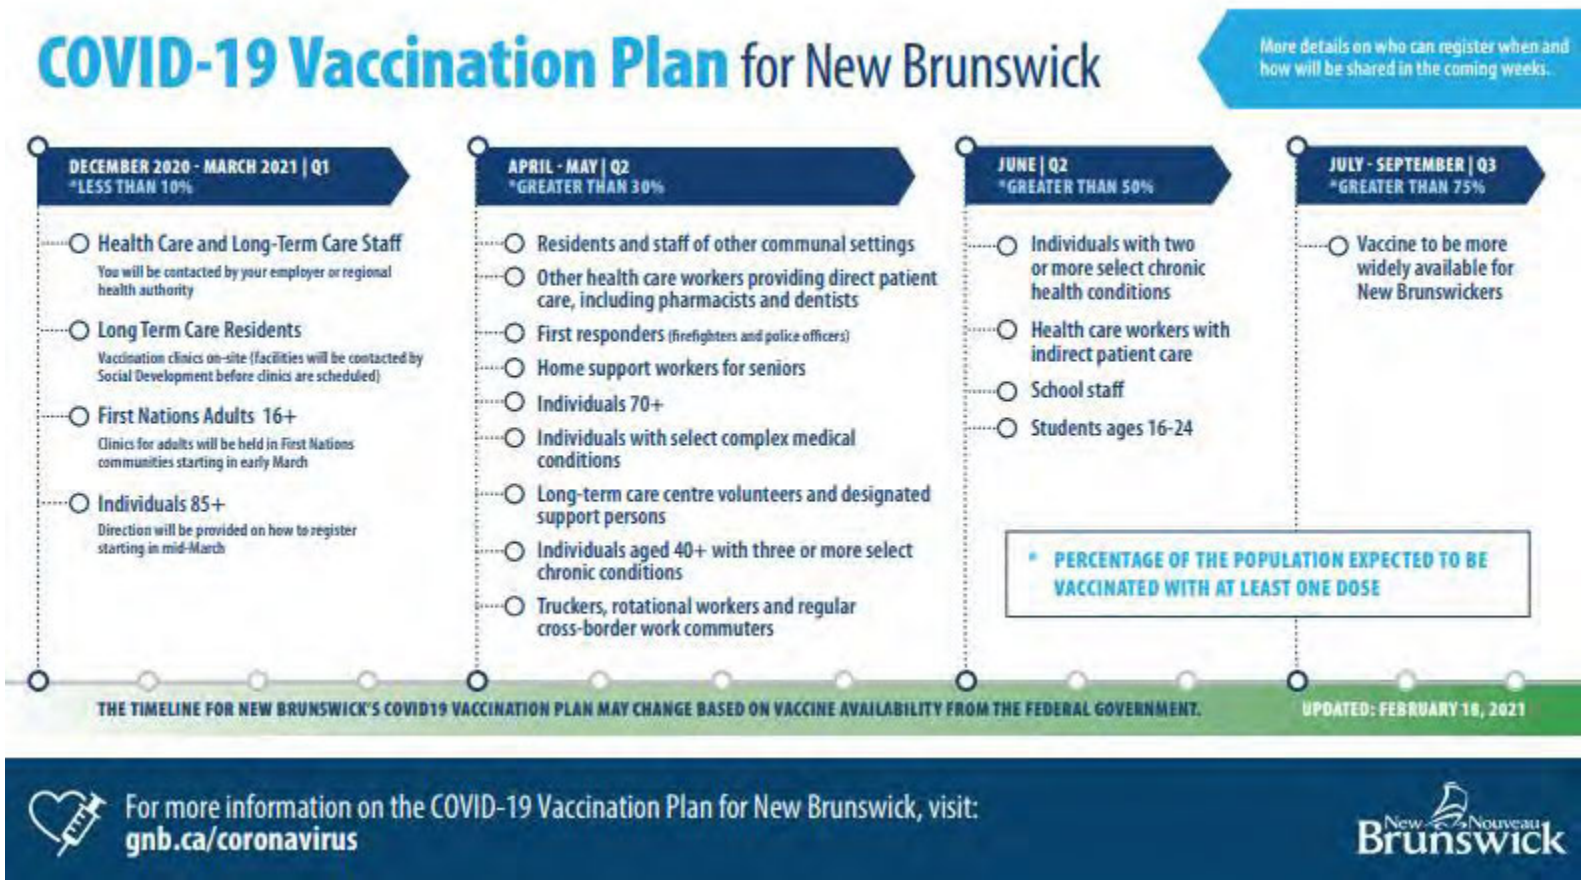 COVID-19 Vaccination Plan for New Brunswick
More details on who can register when and
how will be shared in the coming weeks.
DECEMBER 2020 - MARCH 2021 | Q1
*LESS THAN 10%
Health Care and Long-Term Care Staff
You will be contacted by your employer or regional
health authority
Long Term Care Residents
Vaccination clinics on-site (facilities will be contacted by
Social Development before clinics are scheduled)
First Nations Adults 16+
Clinics for adults will be held in First Nations
communities starting in early March
Individuals 85+
Direction will be provided on how to register
starting in mid-March
APRIL - MAY | Q2
*GREATER THAN 30%
Residents and staff of other communal settings
Other health care workers providing direct patient
care, including pharmacists and dentists
First responders (firefighters and police officers)
Home support workers for seniors
Individuals 70+
Individuals with select complex medical
conditions
Long-term care centre volunteers and designated
support persons
Individuals aged 40+ with three or more select
chronic conditions
Truckers, rotational workers and regular
cross-border work commuters
JUNE | Q2
*GREATER THAN 50%
Individuals with two
or more select chronic
health conditions
Health care workers with
indirect patient care
School staff
Students ages 16-24
JULY - SEPTEMBER | Q3
*GREATER THAN 75%
Vaccine to be more
widely available for
New Brunswickers
* PERCENTAGE OF THE POPULATION EXPECTED TO BE
VACCINATED WITH AT LEAST ONE DOSE
THE TIMELINE FOR NEW BRUNSWICK'S COVID19 VACCINATION PLAN MAY CHANGE BASED ON VACCINE AVAILABILITY FROM THE FEDERAL GOVERNMENT.
UPDATED: FEBRUARY 18, 2021
For more information on the COVID-19 Vaccination Plan for New Brunswick, visit:
gnb.ca/coronavirus
New Nouveau
Brunswick